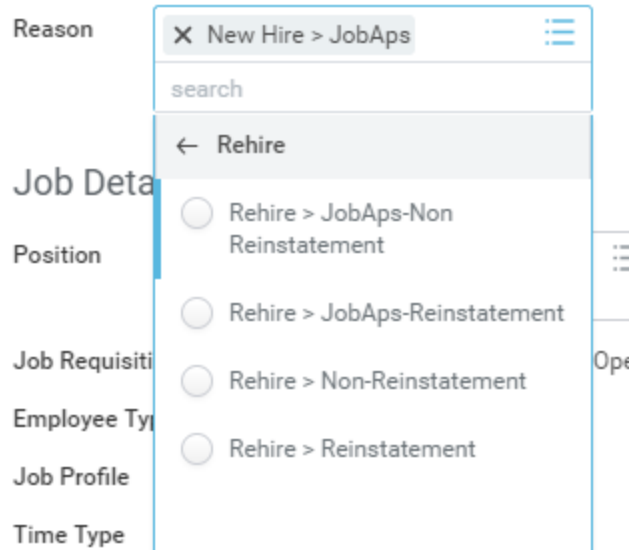 Reason
× New Hire > JobAps
search
← Rehire
Job Deta
Rehire > JobAps-Non
Reinstatement
Position
Rehire > JobAps-Reinstatement
Job Requisiti
Ope
Rehire > Non-Reinstatement
Employee Typ
Rehire > Reinstatement
Job Profile
Time Type